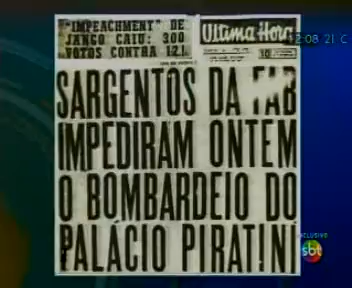 "IMPEACHMENT" DE
JANGO CAIU: 300
VOTOS CONTRA 121
Ultima Hora
12:08 21 C
10
SARGENTOS DA FAB
IMPEDIRAM ONTEM
O BOMBARDEIO DO
PALÁCIO PIRATINI
EXCLUSIVO
sbt